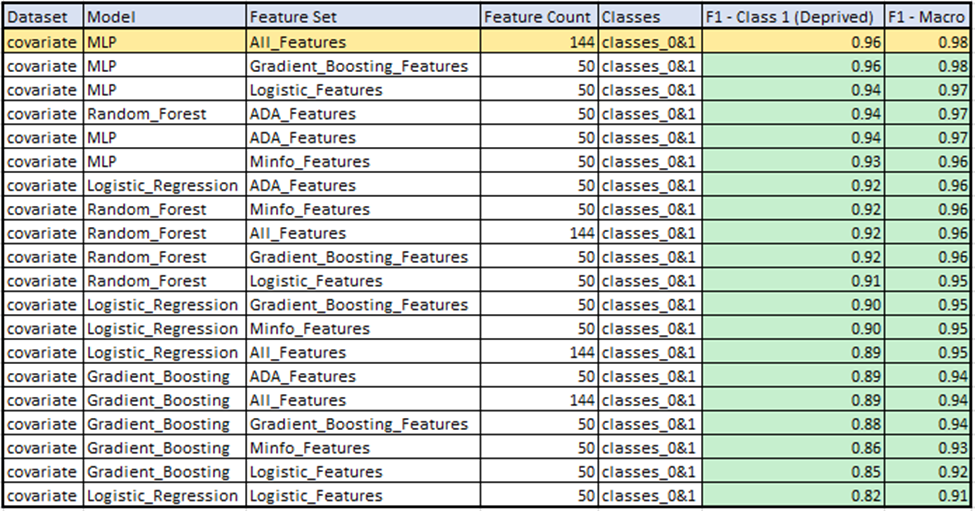 Dataset Model Feature Set Feature Count Classes F1 - Class 1 (Deprived) F1 - Macro
covariate MLP All_Features 144 classes_0&1 0.96 0.98
covariate MLP Gradient_Boosting_Features 50 classes_0&1 0.96 0.98
covariate MLP Logistic_Features 50 classes_0&1 0.94 0.97
covariate Random_Forest ADA_Features 50 classes_0&1 0.94 0.97
covariate MLP ADA_Features 50 classes_0&1 0.94 0.97
covariate MLP Minfo_Features 50 classes_0&1 0.93 0.96
covariate Logistic_Regression ADA_Features 50 classes_0&1 0.92 0.96
covariate Random_Forest Minfo_Features 50 classes_0&1 0.92 0.96
covariate Random_Forest All_Features 144 classes_0&1 0.92 0.96
covariate Random_Forest Gradient_Boosting_Features 50 classes_0&1 0.92 0.96
covariate Random_Forest Logistic_Features 50 classes_0&1 0.91 0.95
covariate Logistic_Regression Gradient_Boosting_Features 50 classes_0&1 0.90 0.95
covariate Logistic_Regression Minfo_Features 50 classes_0&1 0.90 0.95
covariate Logistic_Regression All_Features 144 classes_0&1 0.89 0.95
covariate Gradient_Boosting ADA_Features 50 classes_0&1 0.89 0.94
covariate Gradient_Boosting All_Features 144 classes_0&1 0.89 0.94
covariate Gradient_Boosting Gradient_Boosting_Features 50 classes_0&1 0.88 0.94
covariate Gradient_Boosting Minfo_Features 50 classes_0&1 0.86 0.93
covariate Gradient_Boosting Logistic_Features 50 classes_0&1 0.85 0.92
covariate Logistic_Regression Logistic_Features 50 classes_0&1 0.82 0.91